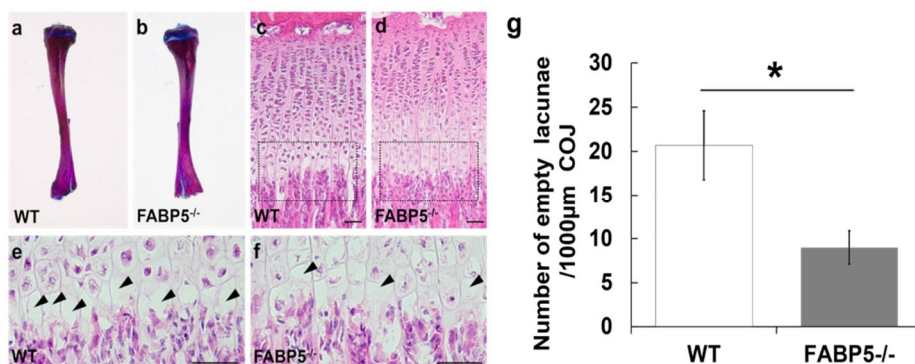 a
b
c
d
g
WT
FABP5-/-
WT
FABP5-/-
e
f
WT
FABP5-/-
Number of empty lacunae
/1000µm COJ
30
25
20
15
10
5
0
*
WT
FABP5-/-